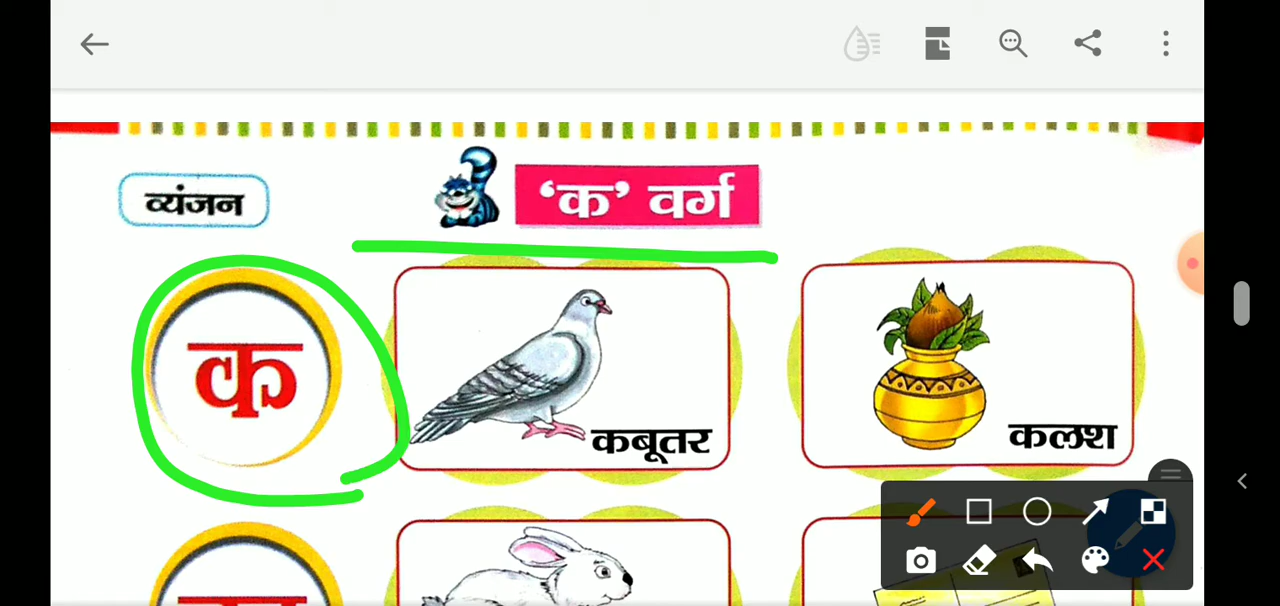 व्यंजन
‘क’ वर्ग
क
कबूतर
कलश